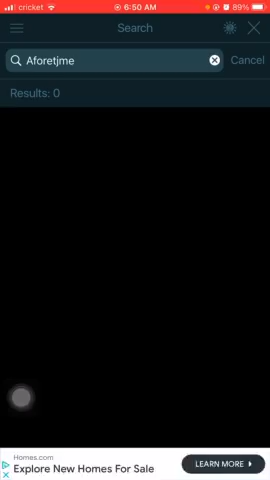 cricket 6:50 AM 89%
Search
Aforetjme Cancel
Results: 0
Homes.com
Explore New Homes For Sale
LEARN MORE